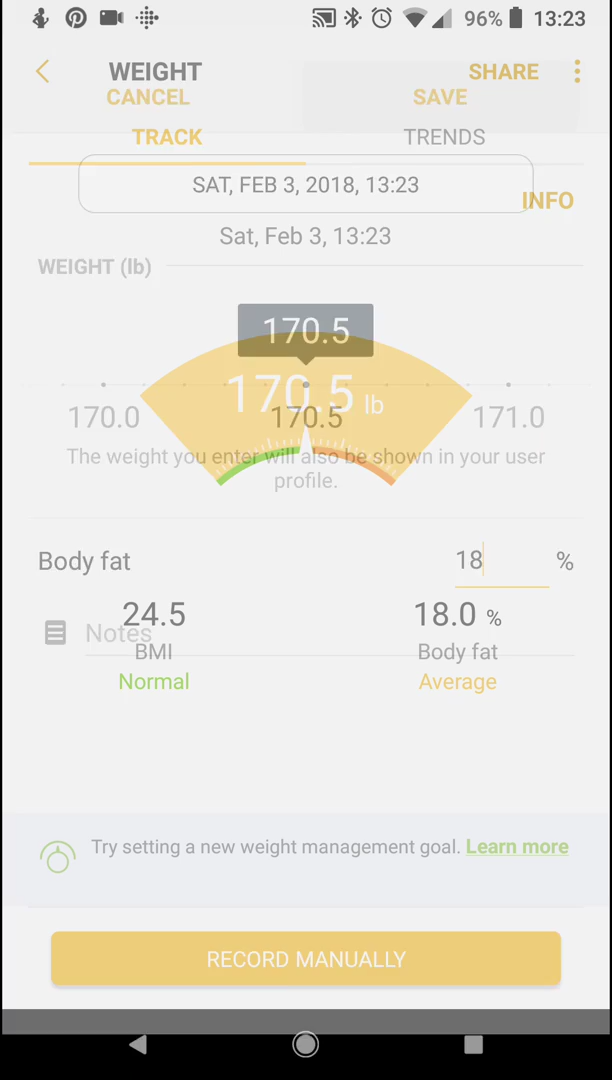 96% 13:23
WEIGHT SHARE
CANCEL SAVE
TRACK TRENDS
SAT, FEB 3, 2018, 13:23
INFO
Sat, Feb 3, 13:23
WEIGHT (lb)
170.5
170.5 lb
170.0 170.5 171.0
The weight you enter will also be shown in your user
profile.
Body fat 18 %
24.5 18.0 %
Notes
BMI Body fat
Normal Average
Try setting a new weight management goal. Learn more
RECORD MANUALLY